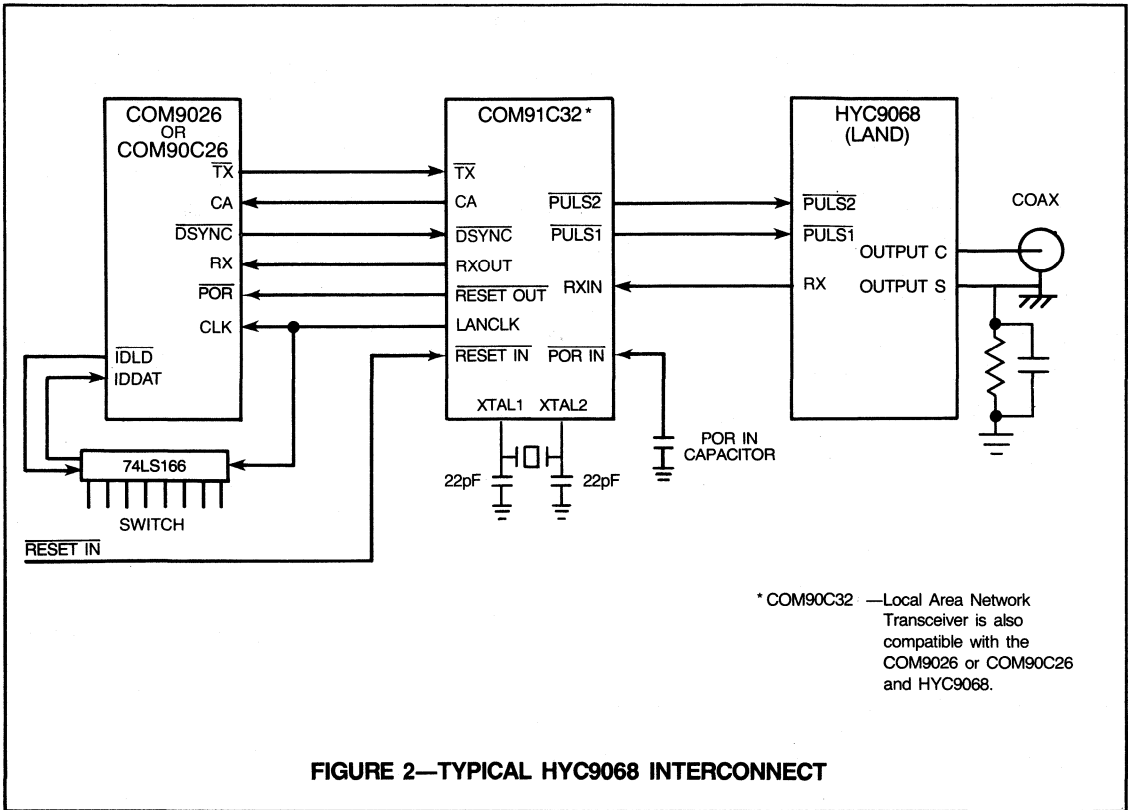 COM9026
OR
COM90C26
TX
CA
DSYNC
RX
POR
CLK
IDLD
IDDAT
COM91C32*
TX
CA
DSYNC
RXOUT
RESET OUT
LANCLK
RESET IN
PULS2
PULS1
RXIN
POR IN
XTAL1 XTAL2
HYC9068
(LAND)
PULS2
PULS1
RX
OUTPUT C
OUTPUT S
COAX
74LS166
SWITCH
RESET IN
22pF
22pF
POR IN
CAPACITOR
* COM90C32 —Local Area Network
Transceiver is also
compatible with the
COM9026 or COM90C26
and HYC9068.
FIGURE 2—TYPICAL HYC9068 INTERCONNECT